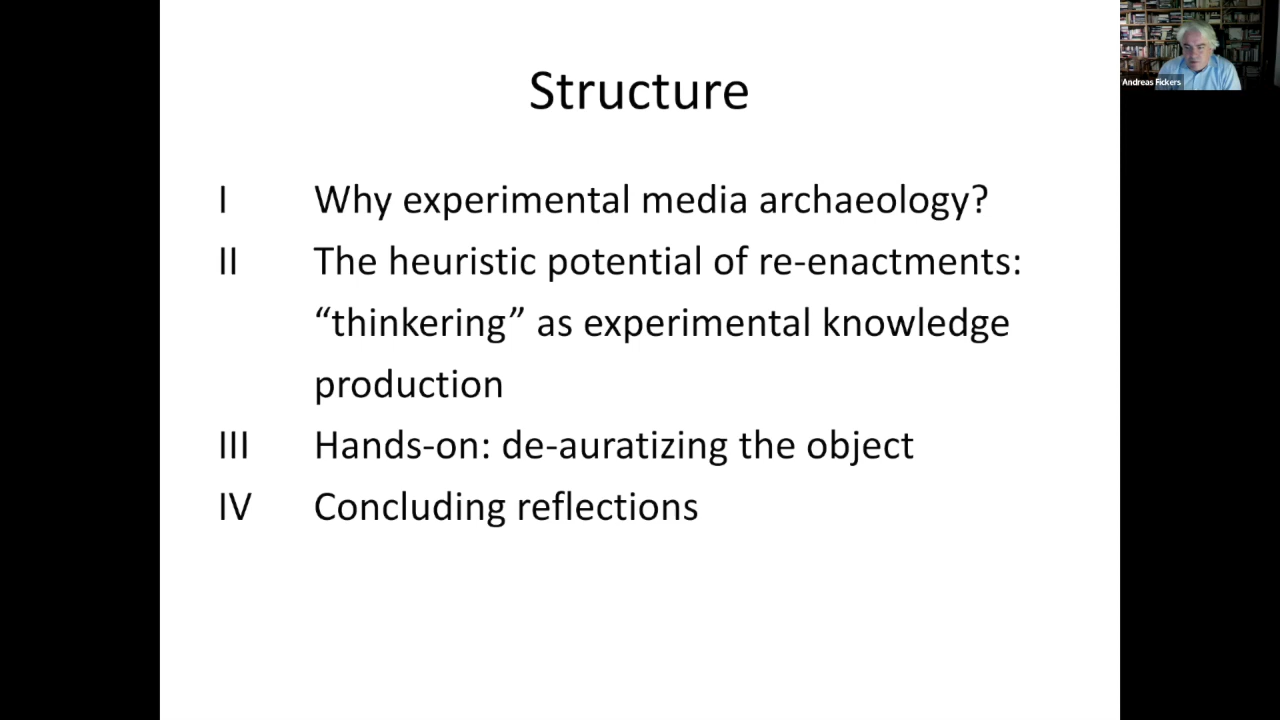 Structure
I Why experimental media archaeology?
II The heuristic potential of re-enactments:
“thinkering” as experimental knowledge
production
III Hands-on: de-auratizing the object
IV Concluding reflections
Andreas Fickers